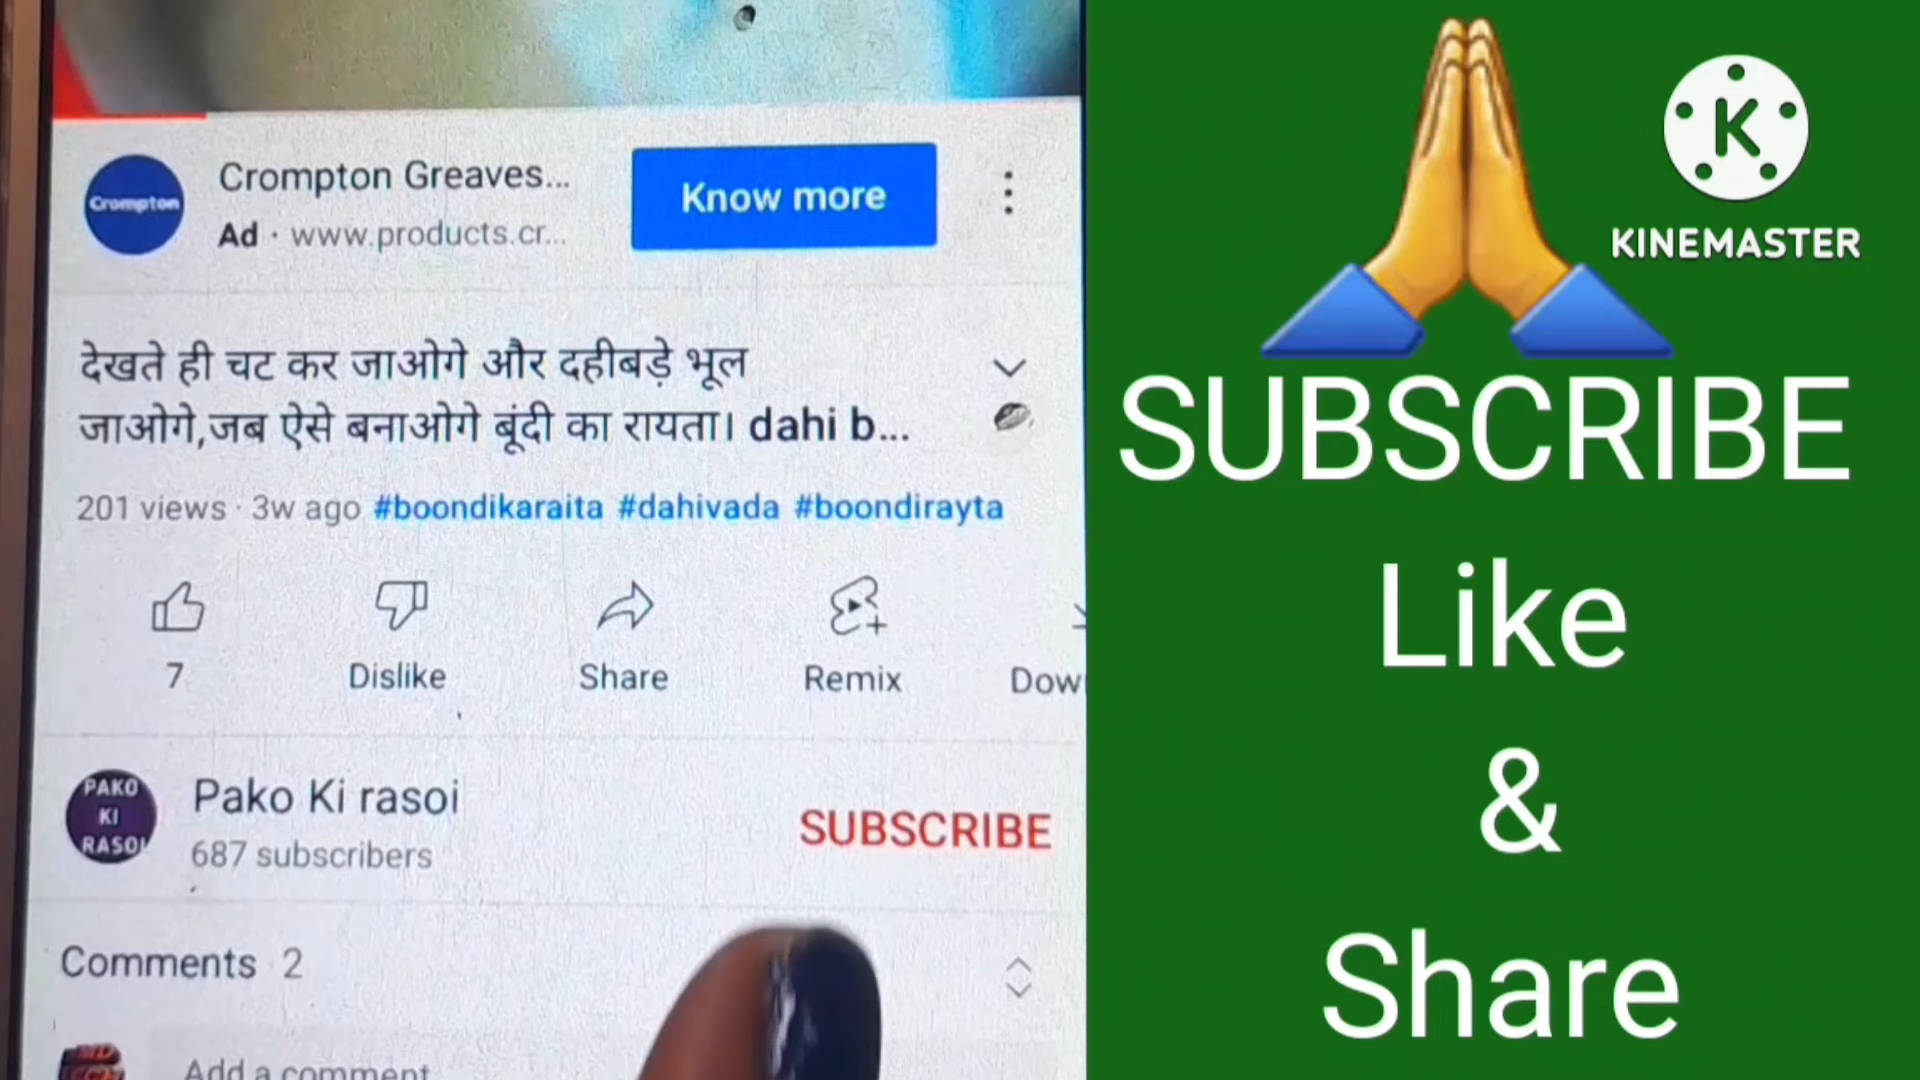 Crompton
Crompton Greaves...
Ad · www.products.cr...
Know more
देखते ही चट कर जाओगे और दहीबड़े भूल
जाओगे,जब ऐसे बनाओगे बूंदी का रायता। dahi b...
201 views · 3w ago #boondikaraita #dahivada #boondirayta
7
Dislike
Share
Remix
Dow
PAKO
KI
RASOI
Pako Ki rasoi
687 subscribers
SUBSCRIBE
Comments 2
Add a comment
K
KINEMASTER
SUBSCRIBE
Like
&
Share